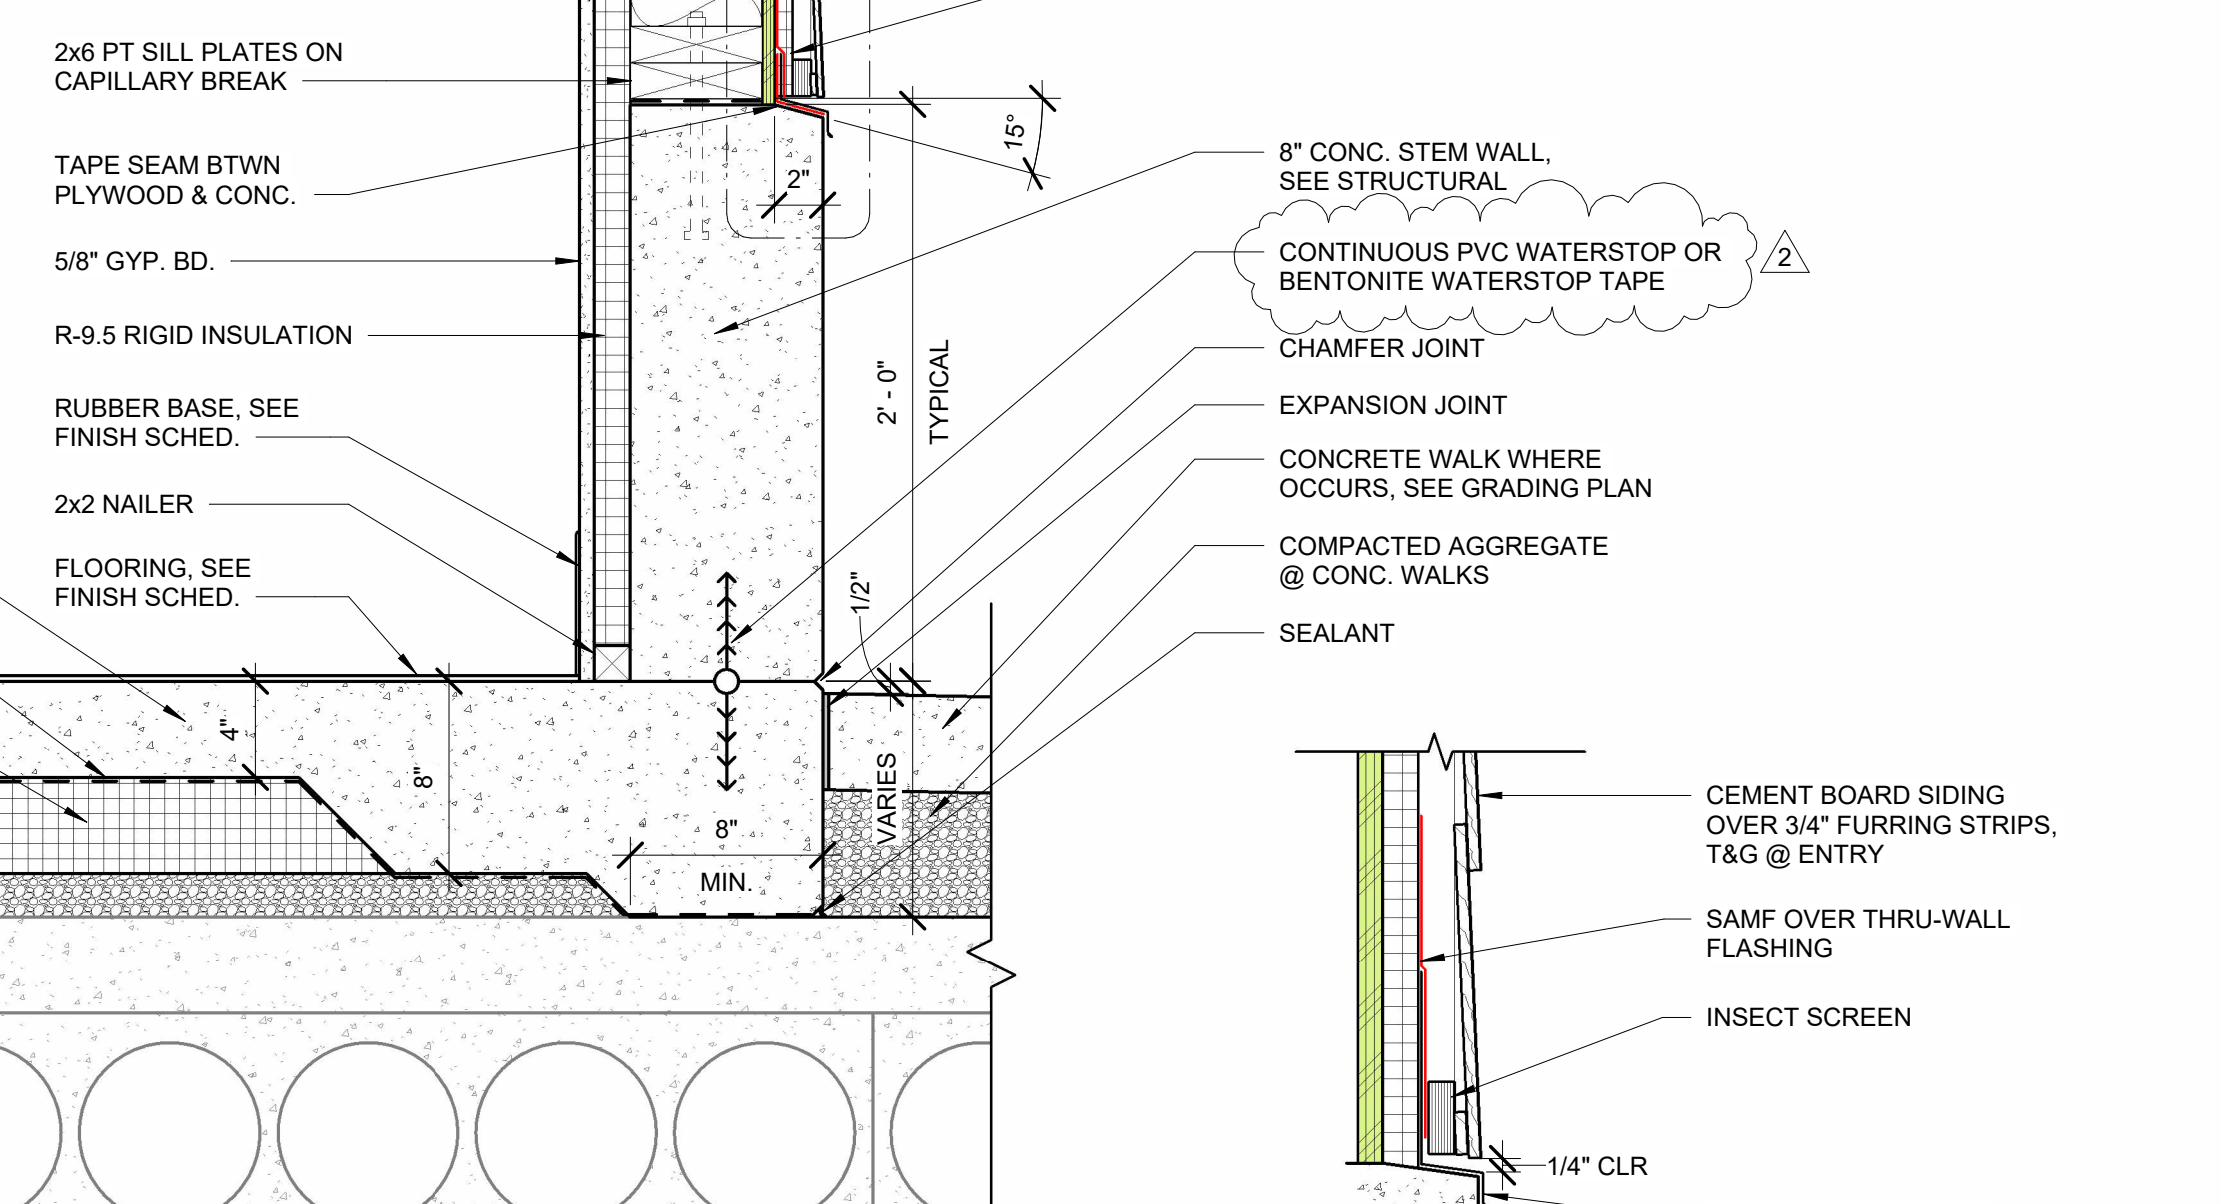 2x6 PT SILL PLATES ON
CAPILLARY BREAK
TAPE SEAM BTWN
PLYWOOD & CONC.
5/8" GYP. BD.
R-9.5 RIGID INSULATION
RUBBER BASE, SEE
FINISH SCHED.
2x2 NAILER
FLOORING, SEE
FINISH SCHED.
15°
2"
2' - 0"
TYPICAL
1/2"
4"
8"
8"
MIN.
VARIES
8" CONC. STEM WALL,
SEE STRUCTURAL
CONTINUOUS PVC WATERSTOP OR
BENTONITE WATERSTOP TAPE
2
CHAMFER JOINT
EXPANSION JOINT
CONCRETE WALK WHERE
OCCURS, SEE GRADING PLAN
COMPACTED AGGREGATE
@ CONC. WALKS
SEALANT
CEMENT BOARD SIDING
OVER 3/4" FURRING STRIPS,
T&G @ ENTRY
SAMF OVER THRU-WALL
FLASHING
INSECT SCREEN
1/4" CLR